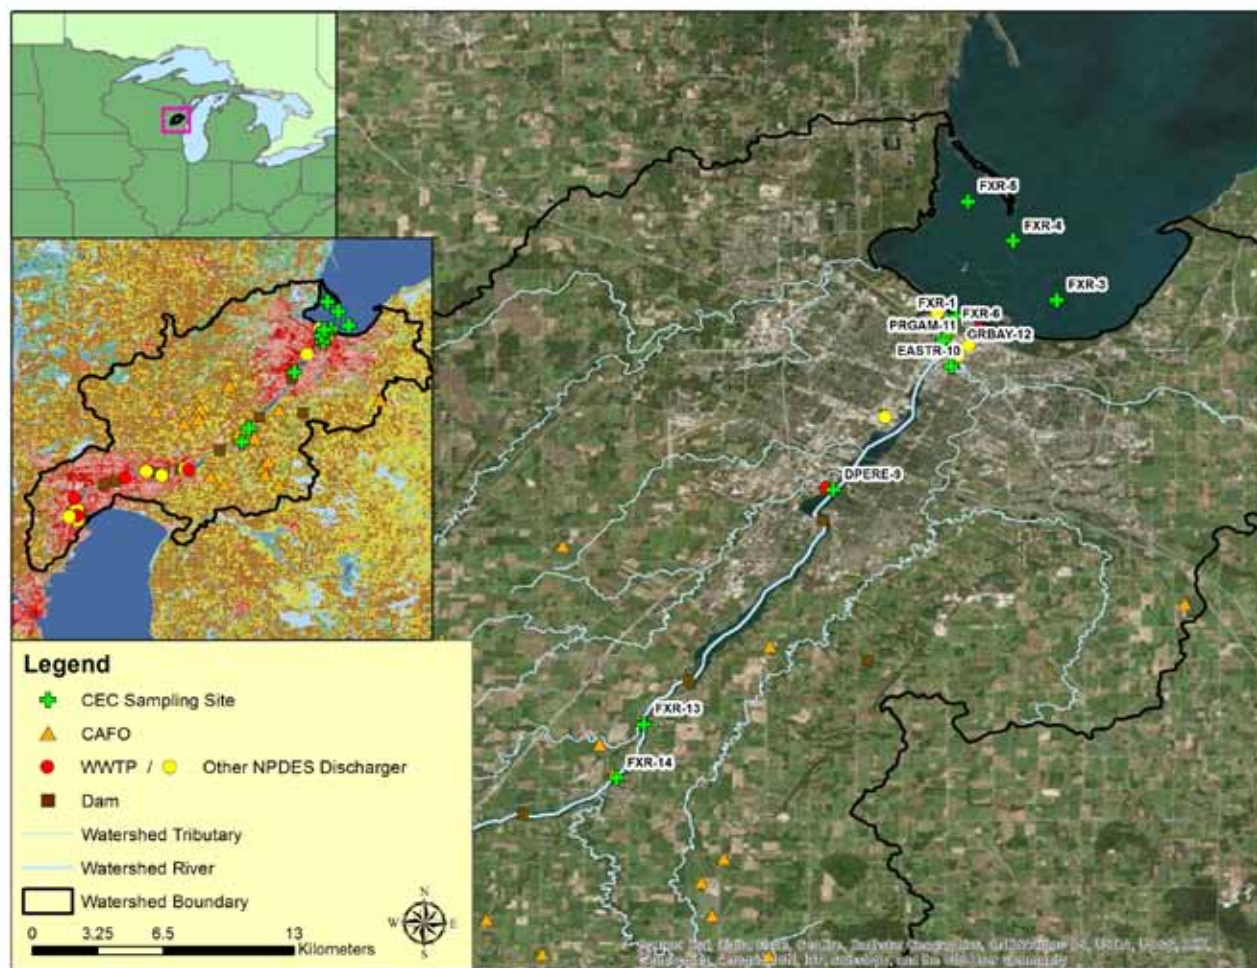 FXR-5
FXR-4
FXR-3
FXR-1
FXR-6
PRGAM-11
GRBAY-12
EASTR-10
DPERE-9
FXR-13
FXR-14
Legend
CEC Sampling Site
CAFO
WWTP / Other NPDES Discharger
Dam
Watershed Tributary
Watershed River
Watershed Boundary
N
W E
S
0 3.25 6.5 13
Kilometers